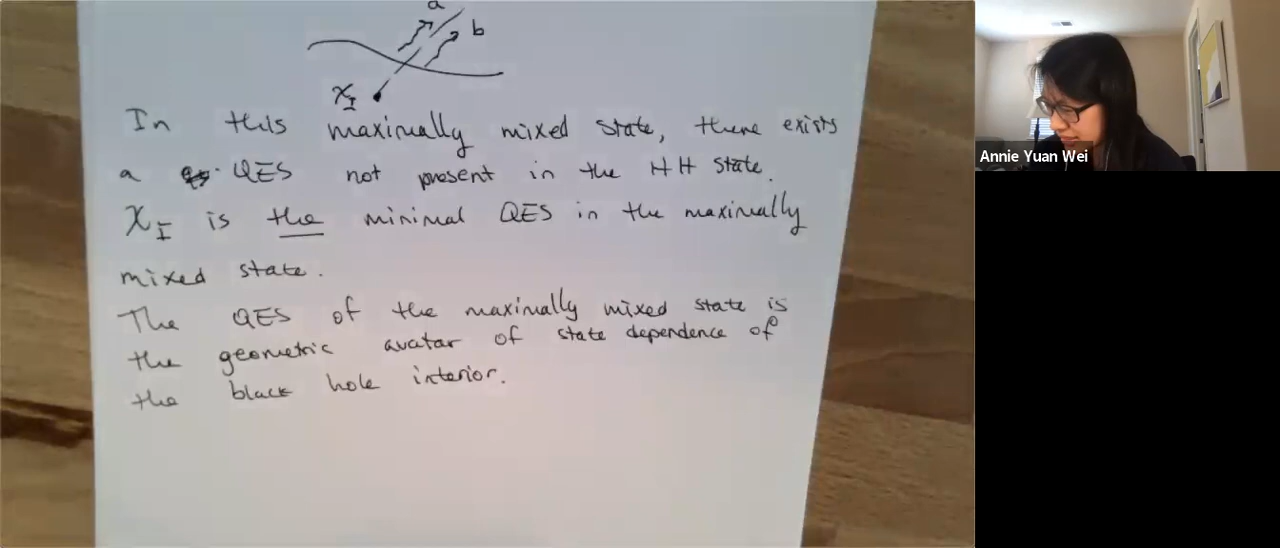 a
b
χ_I
In this maximally mixed state, there exists
a QES not present in the HH state.
χ_I is the minimal QES in the maximally
mixed state.
The QES of the maximally mixed state is
the geometric avatar of state dependence of
the black hole interior.
Annie Yuan Wei